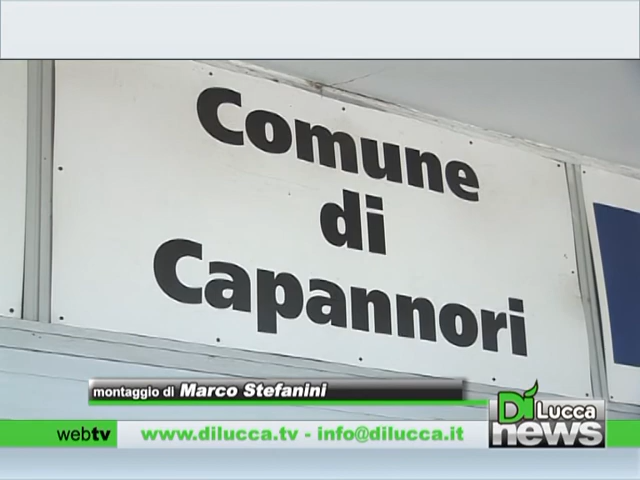 Comune
di
Capannori
montaggio di Marco Stefanini
webtv www.dilucca.tv - info@dilucca.it
Di Lucca
news